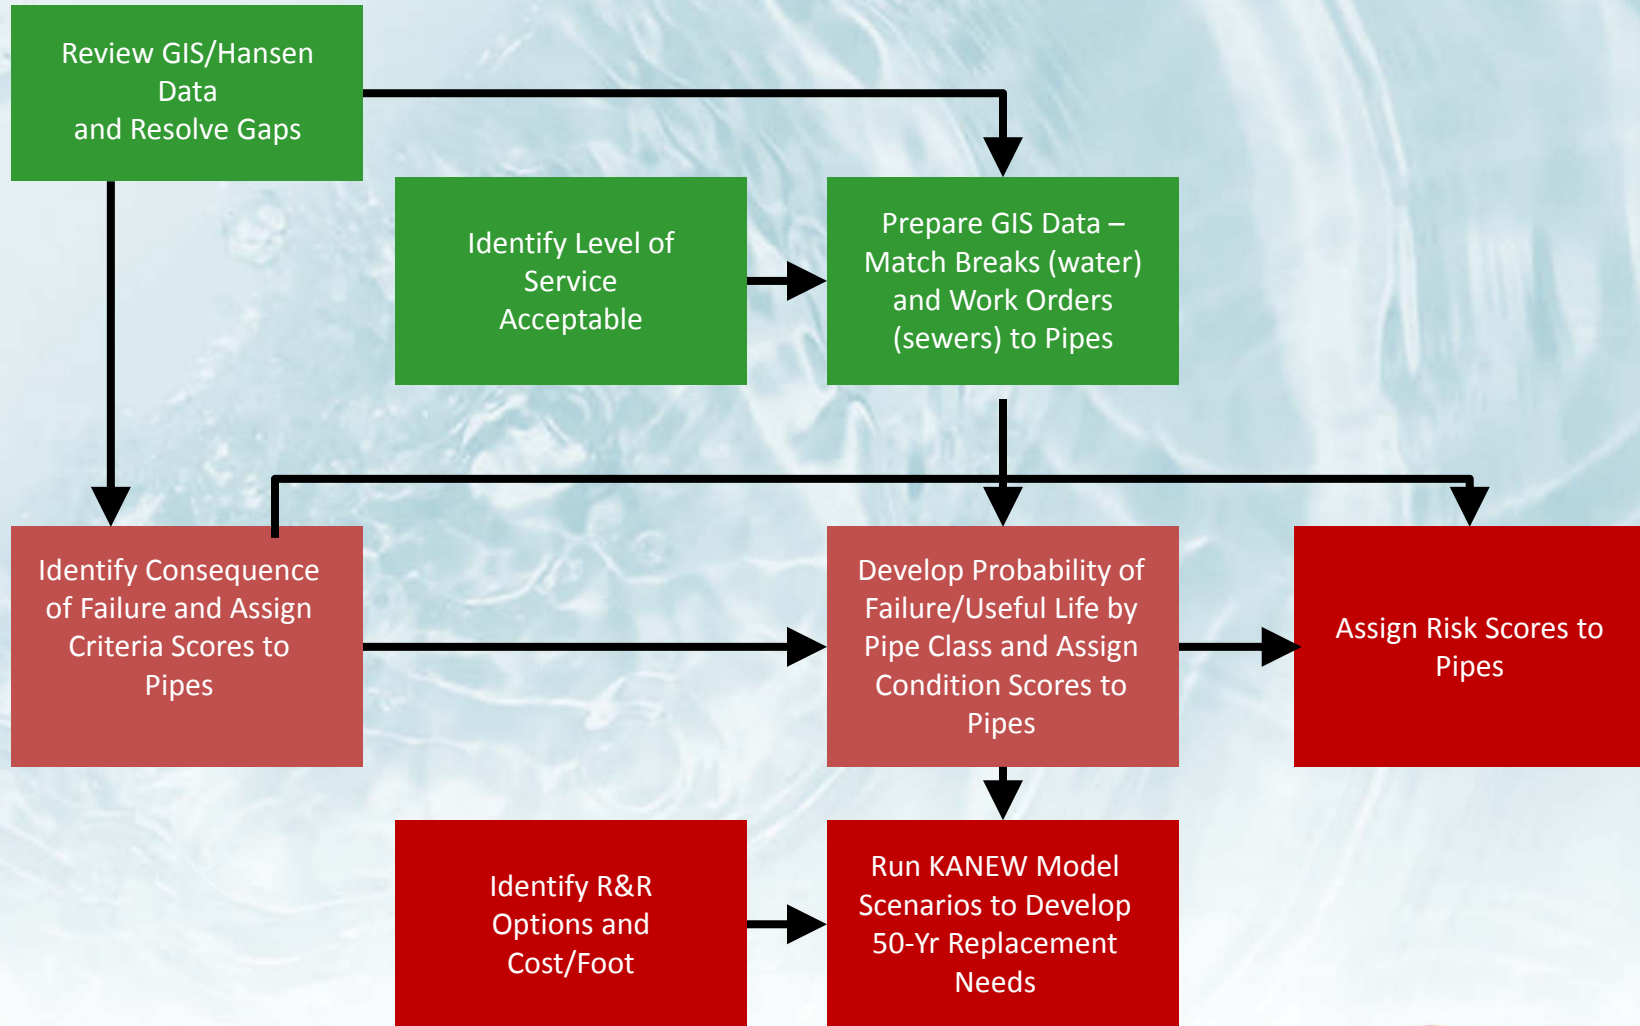 Review GIS/Hansen
Data
and Resolve Gaps
Identify Level of
Service
Acceptable
Prepare GIS Data –
Match Breaks (water)
and Work Orders
(sewers) to Pipes
Identify Consequence
of Failure and Assign
Criteria Scores to
Pipes
Develop Probability of
Failure/Useful Life by
Pipe Class and Assign
Condition Scores to
Pipes
Assign Risk Scores to
Pipes
Identify R&R
Options and
Cost/Foot
Run KANEW Model
Scenarios to Develop
50-Yr Replacement
Needs